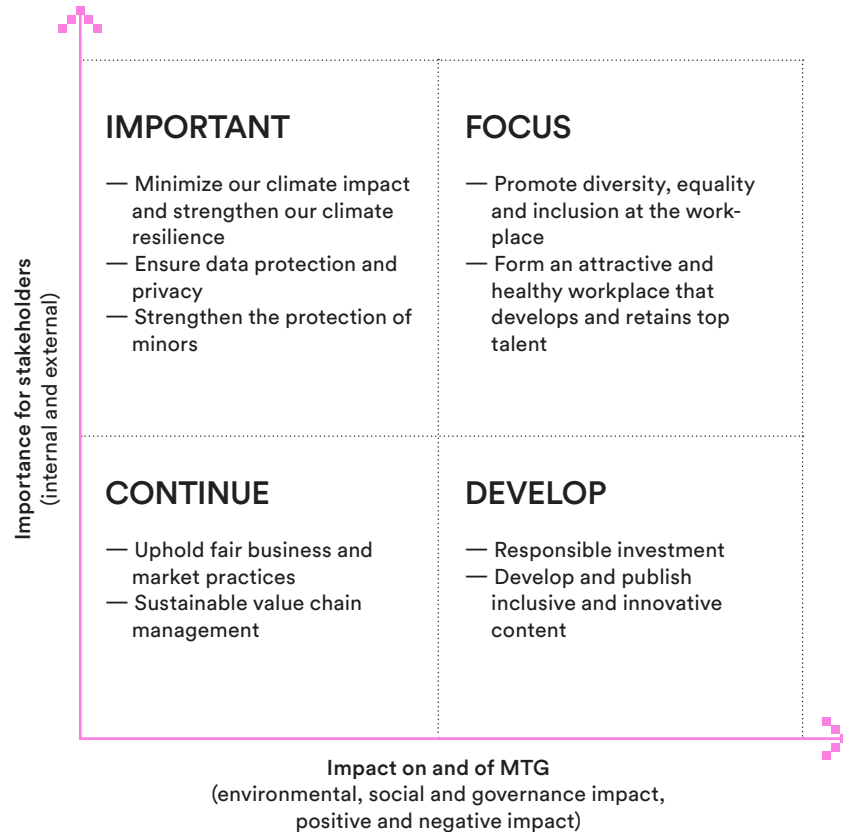 IMPORTANT
— Minimize our climate impact
and strengthen our climate
resilience
— Ensure data protection and
privacy
— Strengthen the protection of
minors
FOCUS
— Promote diversity, equality
and inclusion at the work-
place
— Form an attractive and
healthy workplace that
develops and retains top
talent
Importance for stakeholders
(internal and external)
CONTINUE
— Uphold fair business and
market practices
— Sustainable value chain
management
DEVELOP
— Responsible investment
— Develop and publish
inclusive and innovative
content
Impact on and of MTG
(environmental, social and governance impact,
positive and negative impact)